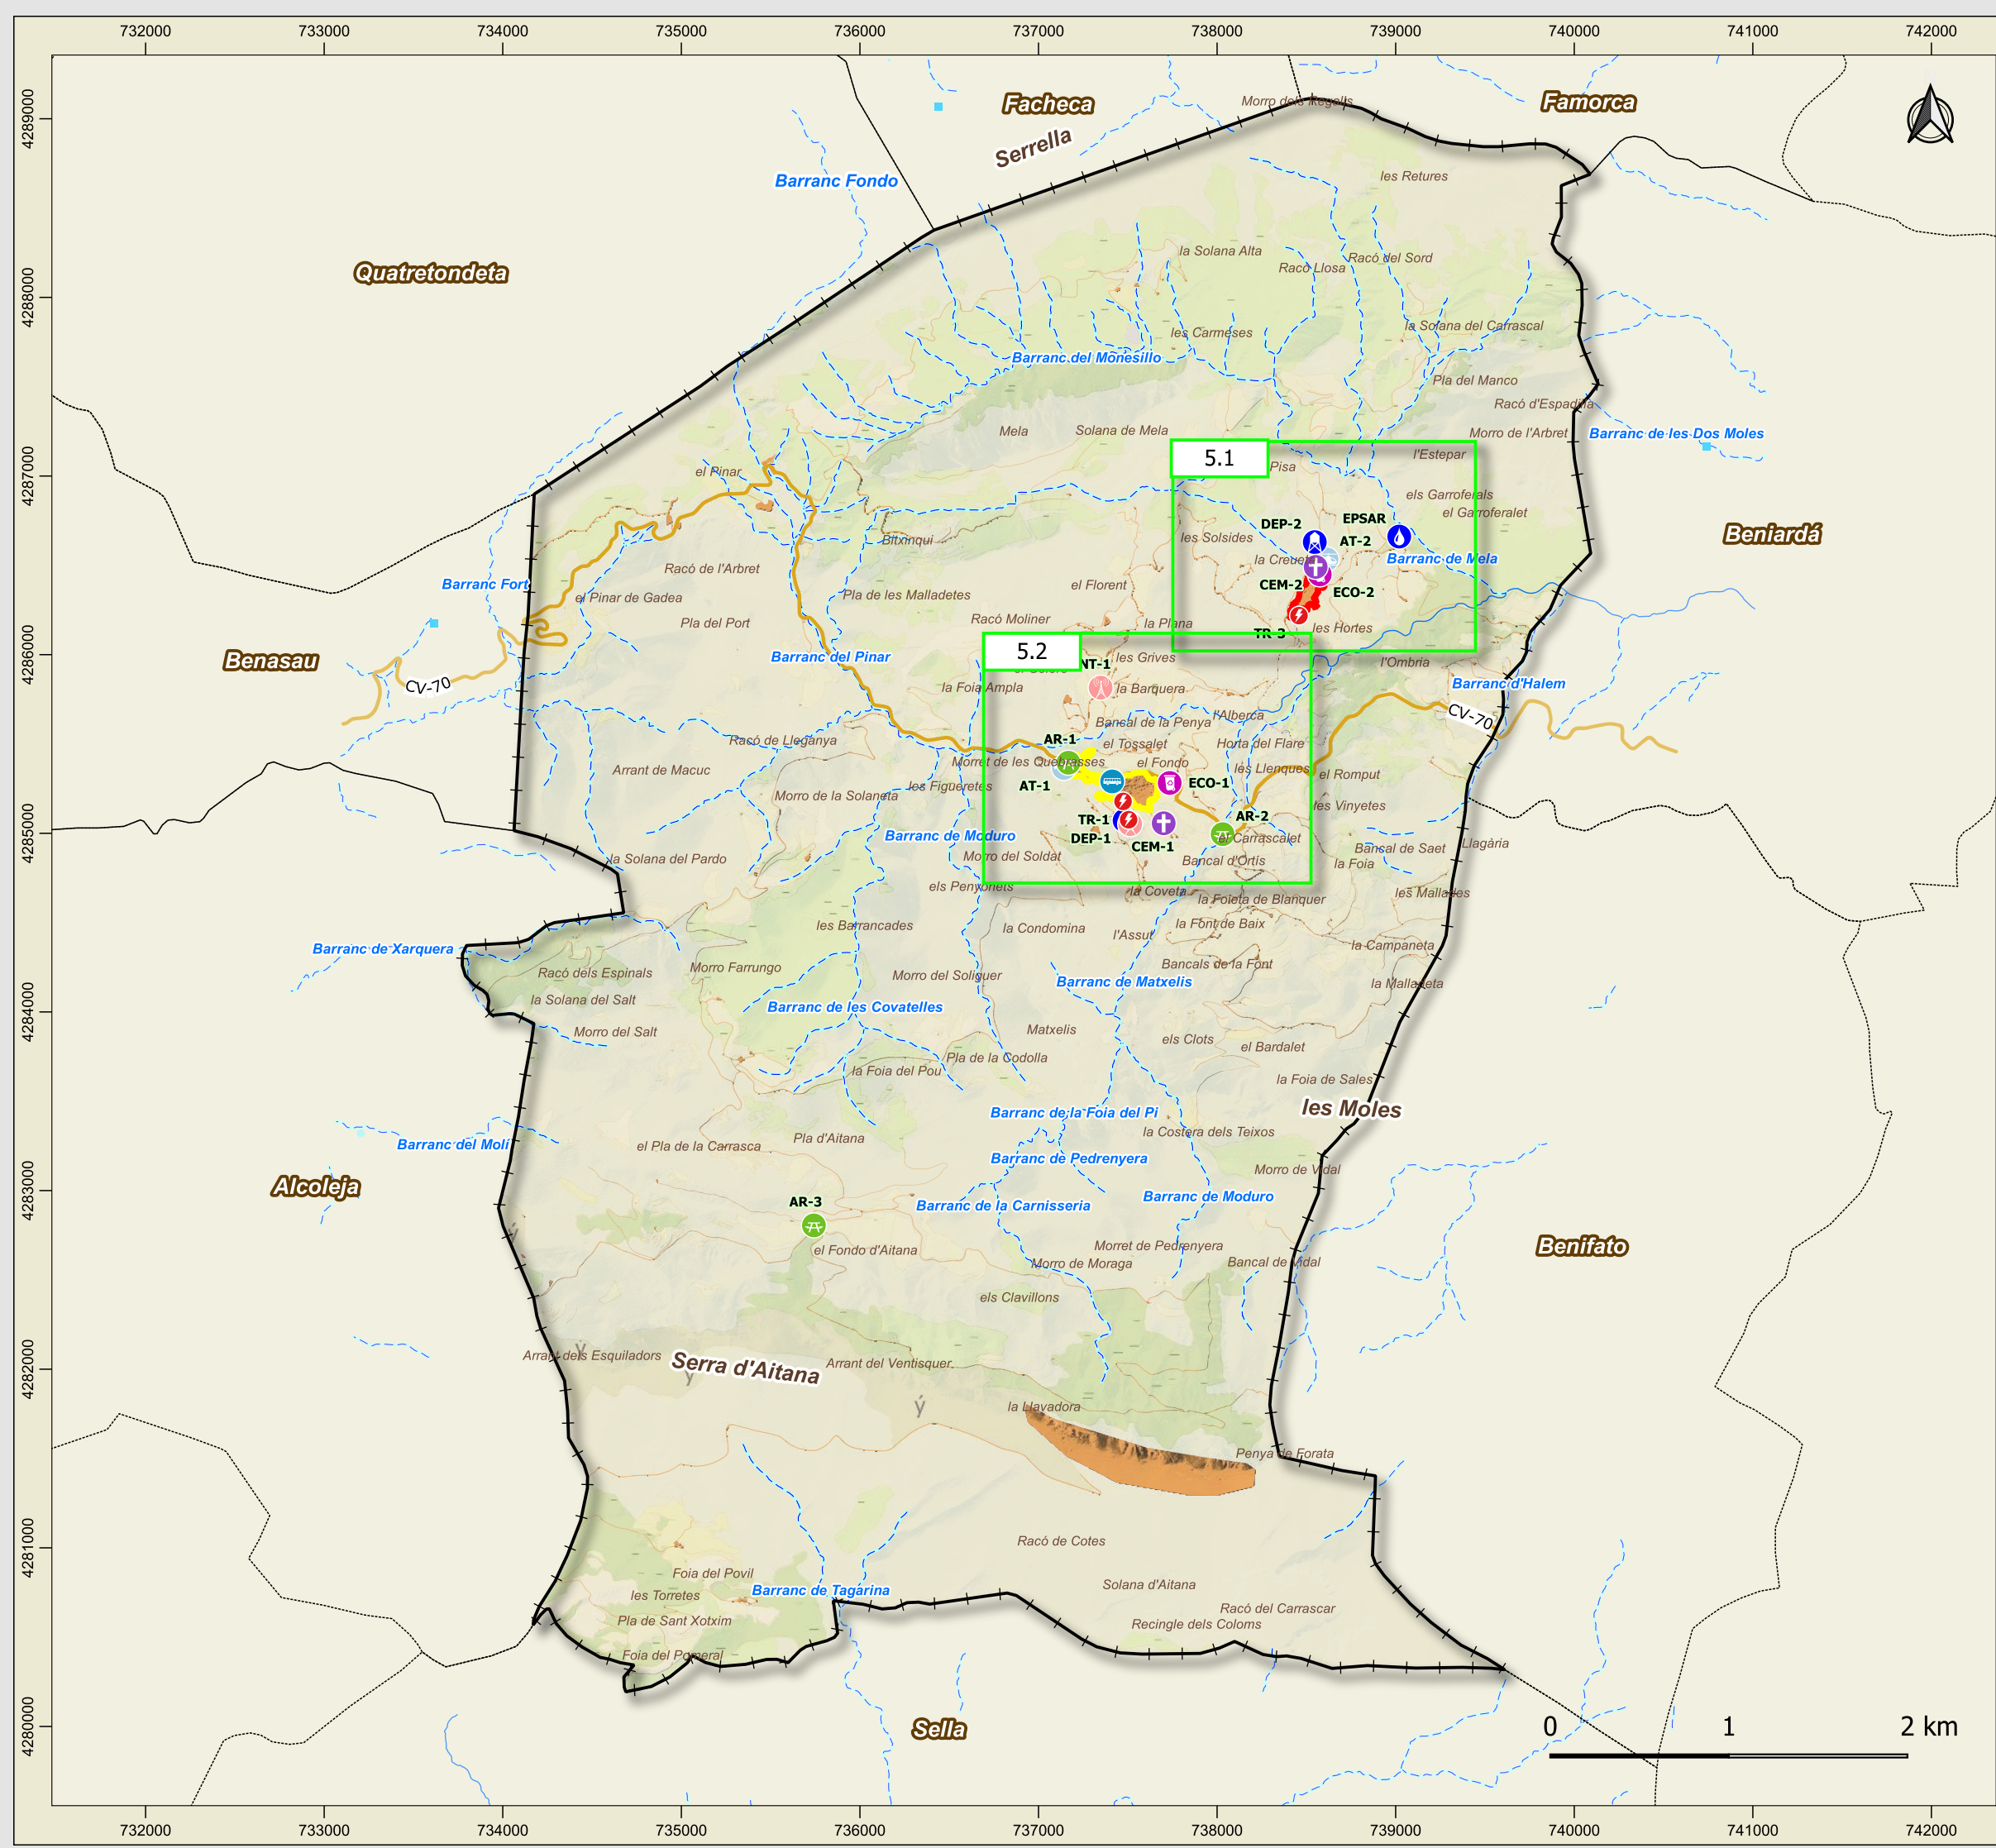 732000 733000 734000 735000 736000 737000 738000 739000 740000 741000 742000
4289000
4288000
4287000
4286000
4285000
4284000
4283000
4282000
4281000
4280000
Facheca
Famorca
Morro dels Regalls
Serrella
Barranc Fondo
les Retures
Quatretondeta
la Solana Alta
Racó Llosa
Racó del Sord
la Solana del Carrascal
les Carmeses
Barranc del Monesillo
Pla del Manco
Racó d'Espadilla
Mela
Solana de Mela
Morro de l'Arbret
Barranc de les Dos Moles
5.1
Pisa
l'Estepar
el Pinar
els Garroferals
el Garroferalet
DEP-2
EPSAR
AT-2
les Solsides
Beniardá
Bitxinqui
la Creueta
Barranc de Mela
Racó de l'Arbret
Barranc Fort
el Florent
CEM-2
ECO-2
el Pinar de Gadea
Pla de les Malladetes
Pla del Port
Racó Moliner
la Plana
TR-3
les Hortes
5.2
Benasau
Barranc del Pinar
NT-1
les Grives
l'Ombria
CV-70
la Foia Ampla
la Barquera
Barranc d'Halem
CV-70
Bancal de la Penya
l'Alberca
Racó de Lleganya
AR-1
el Tossalet
Horta del Flare
Morret de les Quebrasses
el Fondo
Arrant de Macuc
les Llenques
el Romput
AT-1
les Figueretes
ECO-1
Morro de la Solaneta
les Vinyetes
TR-1
AR-2
Barranc de Moduro
DEP-1
CEM-1
el Carrascalet
Llagària
Bancal de Saet
la Solana del Pardo
Morro del Soldat
Bancal d'Ortis
la Foia
els Penyonets
la Coveta
les Mallades
la Foieta de Blanquer
les Barrancades
la Condomina
l'Assut
la Font de Baix
Barranc de Xarquera
la Campaneta
Racó dels Espinals
Morro Farrungo
Morro del Soliguer
Bancals de la Font
Barranc de Matxelis
la Mallaeta
la Solana del Salt
Barranc de les Covatelles
Morro del Salt
Matxelis
els Clots
el Bardalet
Pla de la Codolla
la Foia del Pou
la Foia de Sales
les Moles
Barranc de la Foia del Pi
Barranc del Molí
el Pla de la Carrasca
Pla d'Aitana
la Costera dels Teixos
Barranc de Pedrenyera
Morro de Vidal
Alcoleja
AR-3
Barranc de la Carnisseria
Barranc de Moduro
el Fondo d'Aitana
Morret de Pedrenyera
Benifato
Morro de Moraga
Bancal de Vidal
els Clavillons
Arrant dels Esquiladors
Serra d'Aitana
Arrant del Ventisquer
ý
ý
ý
ý
la Llavadora
Penya de Forata
Racó de Cotes
Foia del Povil
Solana d'Aitana
les Torretes
Barranc de Tagarina
Racó del Carrascar
Pla de Sant Xotxim
Recingle dels Coloms
Foia del Pomeral
Sella
0 1 2 km
732000 733000 734000 735000 736000 737000 738000 739000 740000 741000 742000